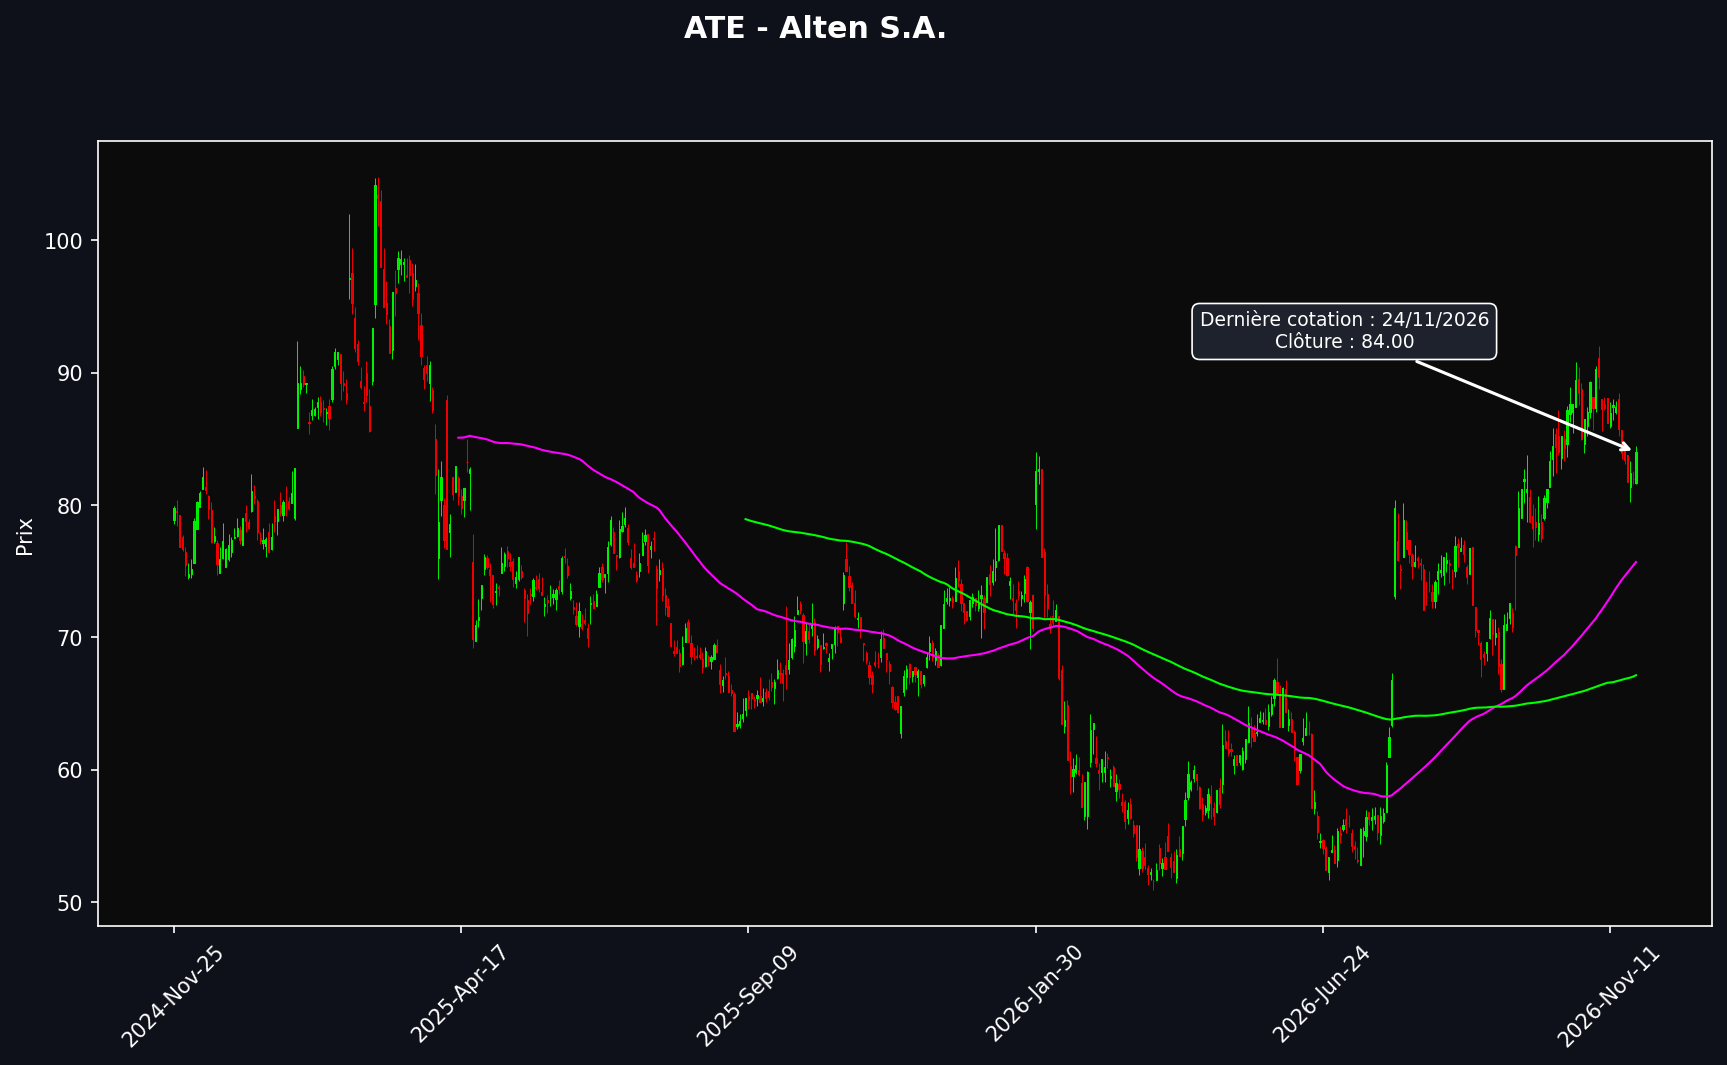 ATE - Alten S.A.
Prix
100
90
80
70
60
50
Dernière cotation : 24/11/2026
Clôture : 84.00
2024-Nov-25
2025-Apr-17
2025-Sep-09
2026-Jan-30
2026-Jun-24
2026-Nov-11